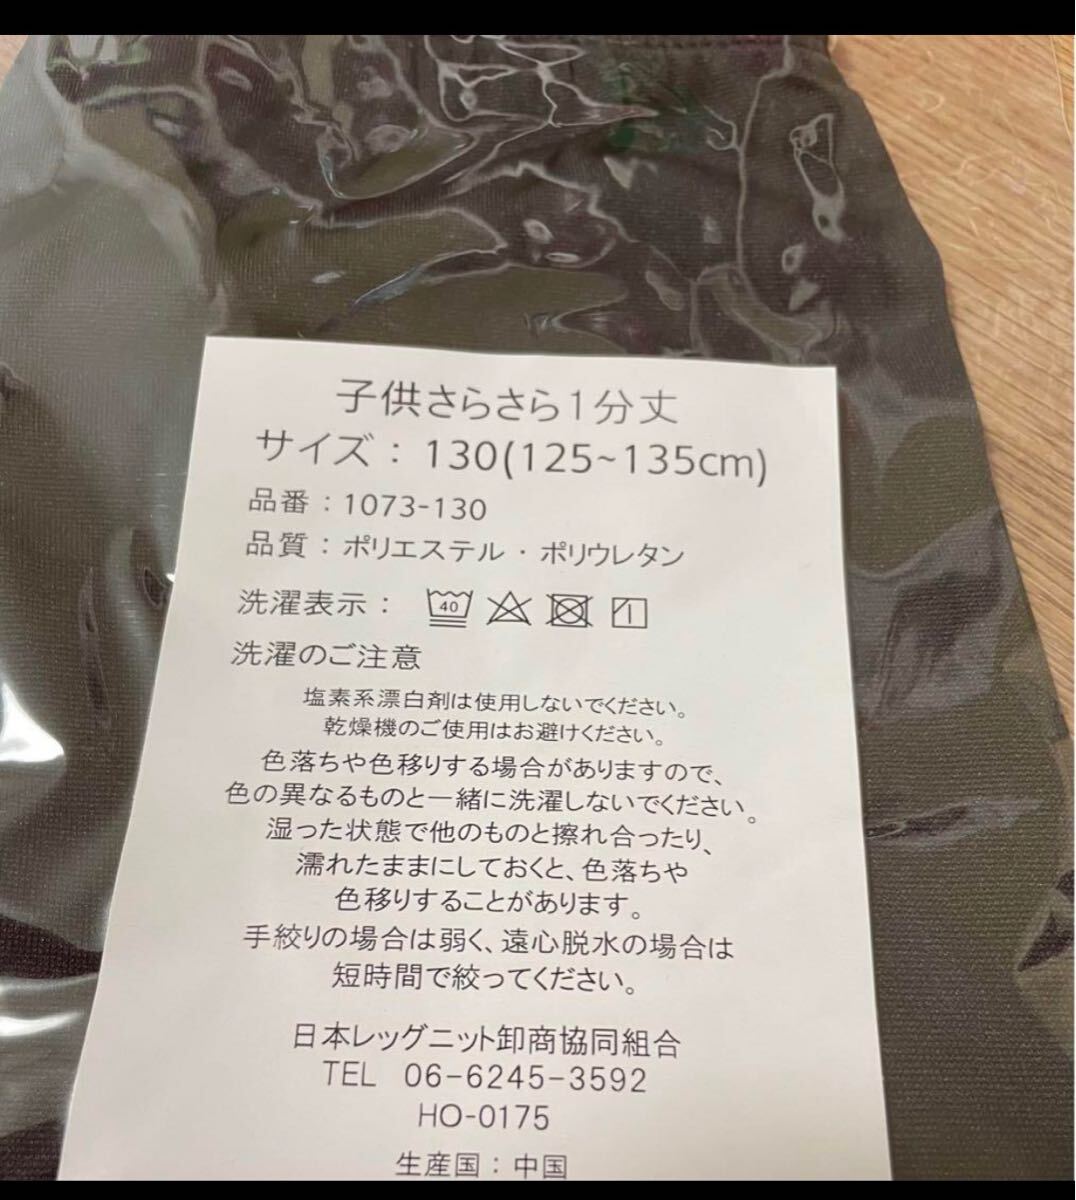 子供さらさら1分丈
サイズ：130(125~135cm)
品番：1073-130
品質：ポリエステル・ポリウレタン
洗濯表示： 40
洗濯のご注意
塩素系漂白剤は使用しないでください。
乾燥機のご使用はお避けください。
色落ちや色移りする場合がありますので、
色の異なるものと一緒に洗濯しないでください。
湿った状態で他のものと擦れ合ったり、
濡れたままにしておくと、色落ちや
色移りすることがあります。
手絞りの場合は弱く、遠心脱水の場合は
短時間で絞ってください。
日本レッグニット卸商協同組合
TEL 06-6245-3592
HO-0175
生産国：中国